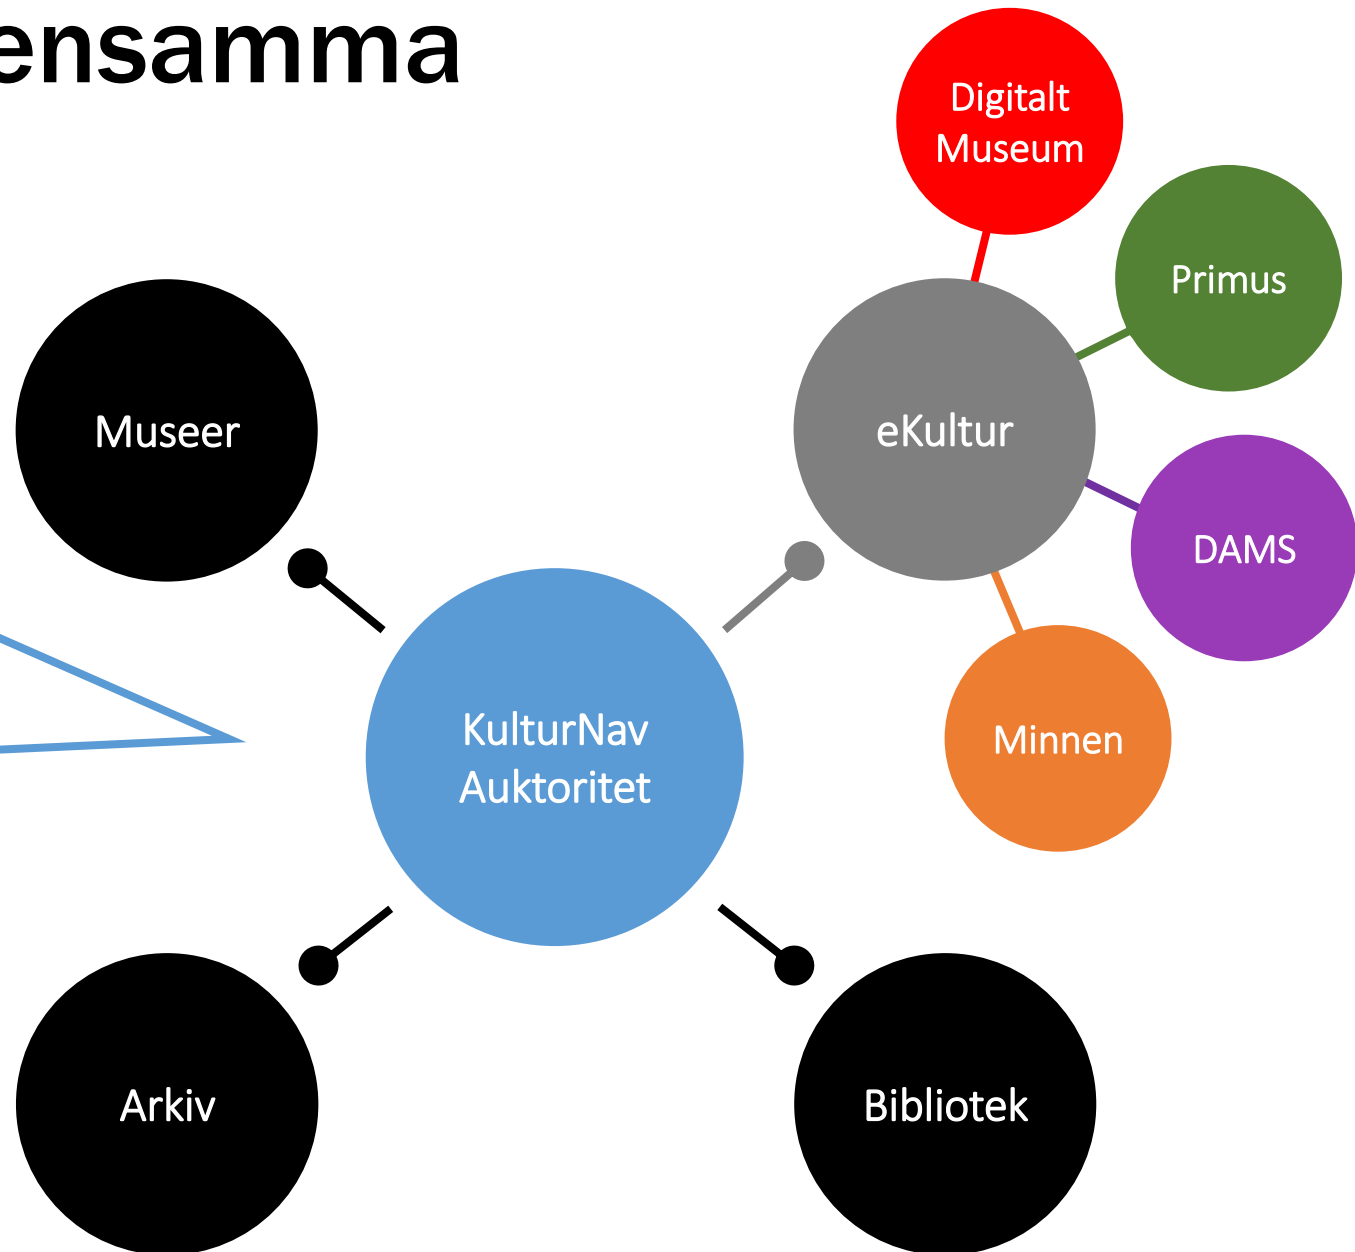 ensamma
Digitalt
Museum
Primus
Museer
eKultur
DAMS
KulturNav
Auktoritet
Minnen
Arkiv
Bibliotek